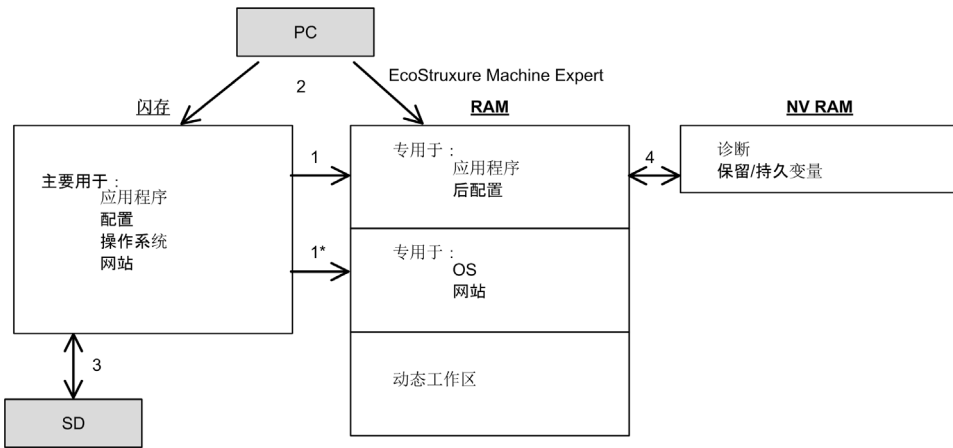 PC
2
EcoStruxure Machine Expert
闪存
RAM
NV RAM
主要用于：
应用程序
配置
操作系统
网站
1
1*
专用于：
应用程序
后配置
4
诊断
保留/持久变量
专用于：
OS
网站
动态工作区
3
SD